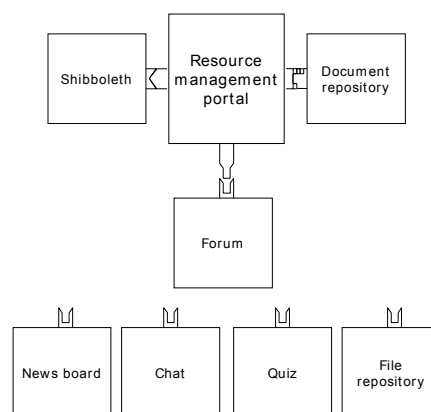 Shibboleth
Resource
management
portal
Document
repository
Forum
News board
Chat
Quiz
File
repository